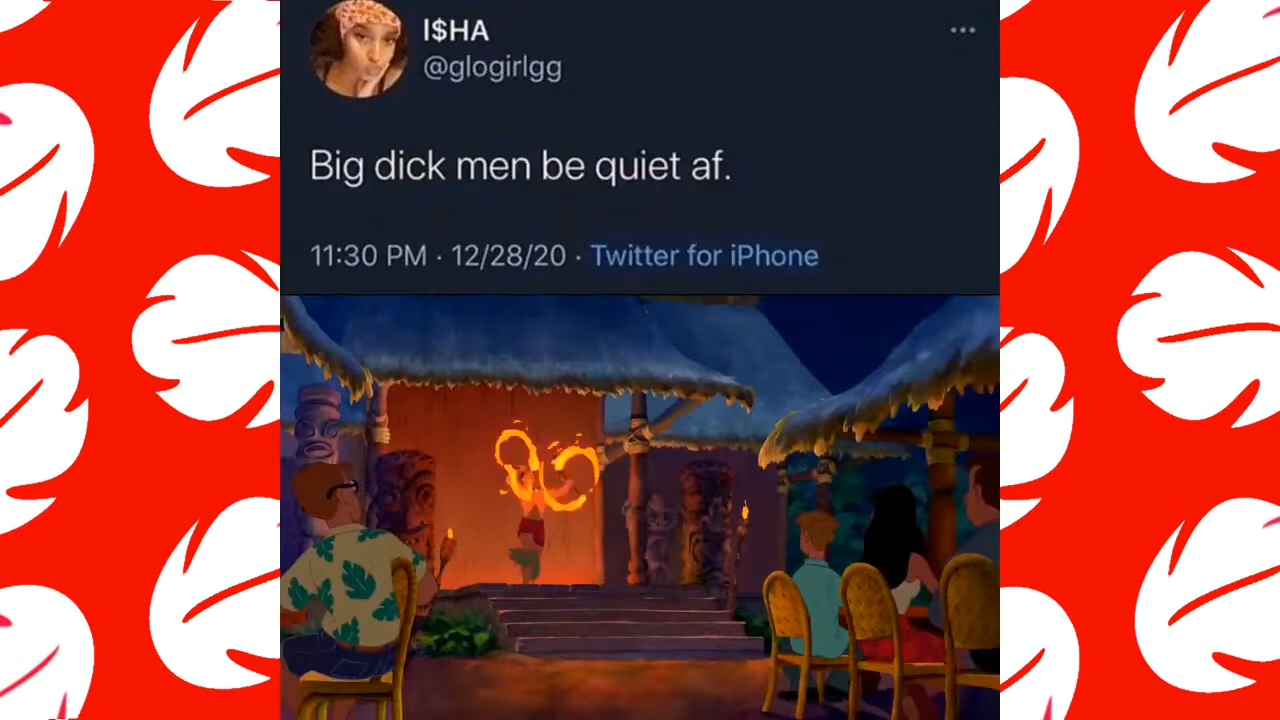 I$HA
@glogirlgg
Big dick men be quiet af.
11:30 PM · 12/28/20 · Twitter for iPhone